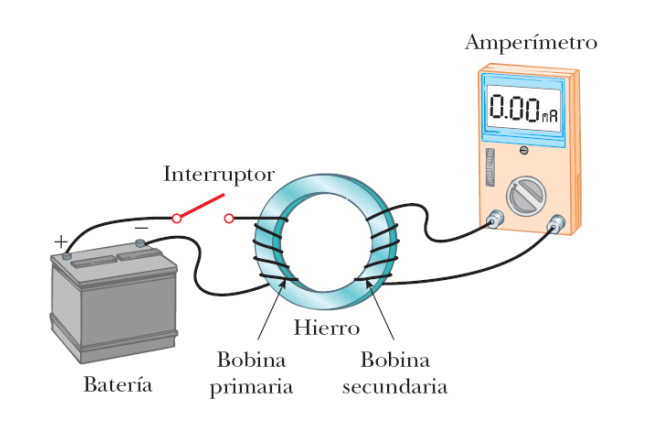 Amperímetro
0.00mA
Interruptor
+
−
Hierro
Bobina
primaria
Bobina
secundaria
Batería